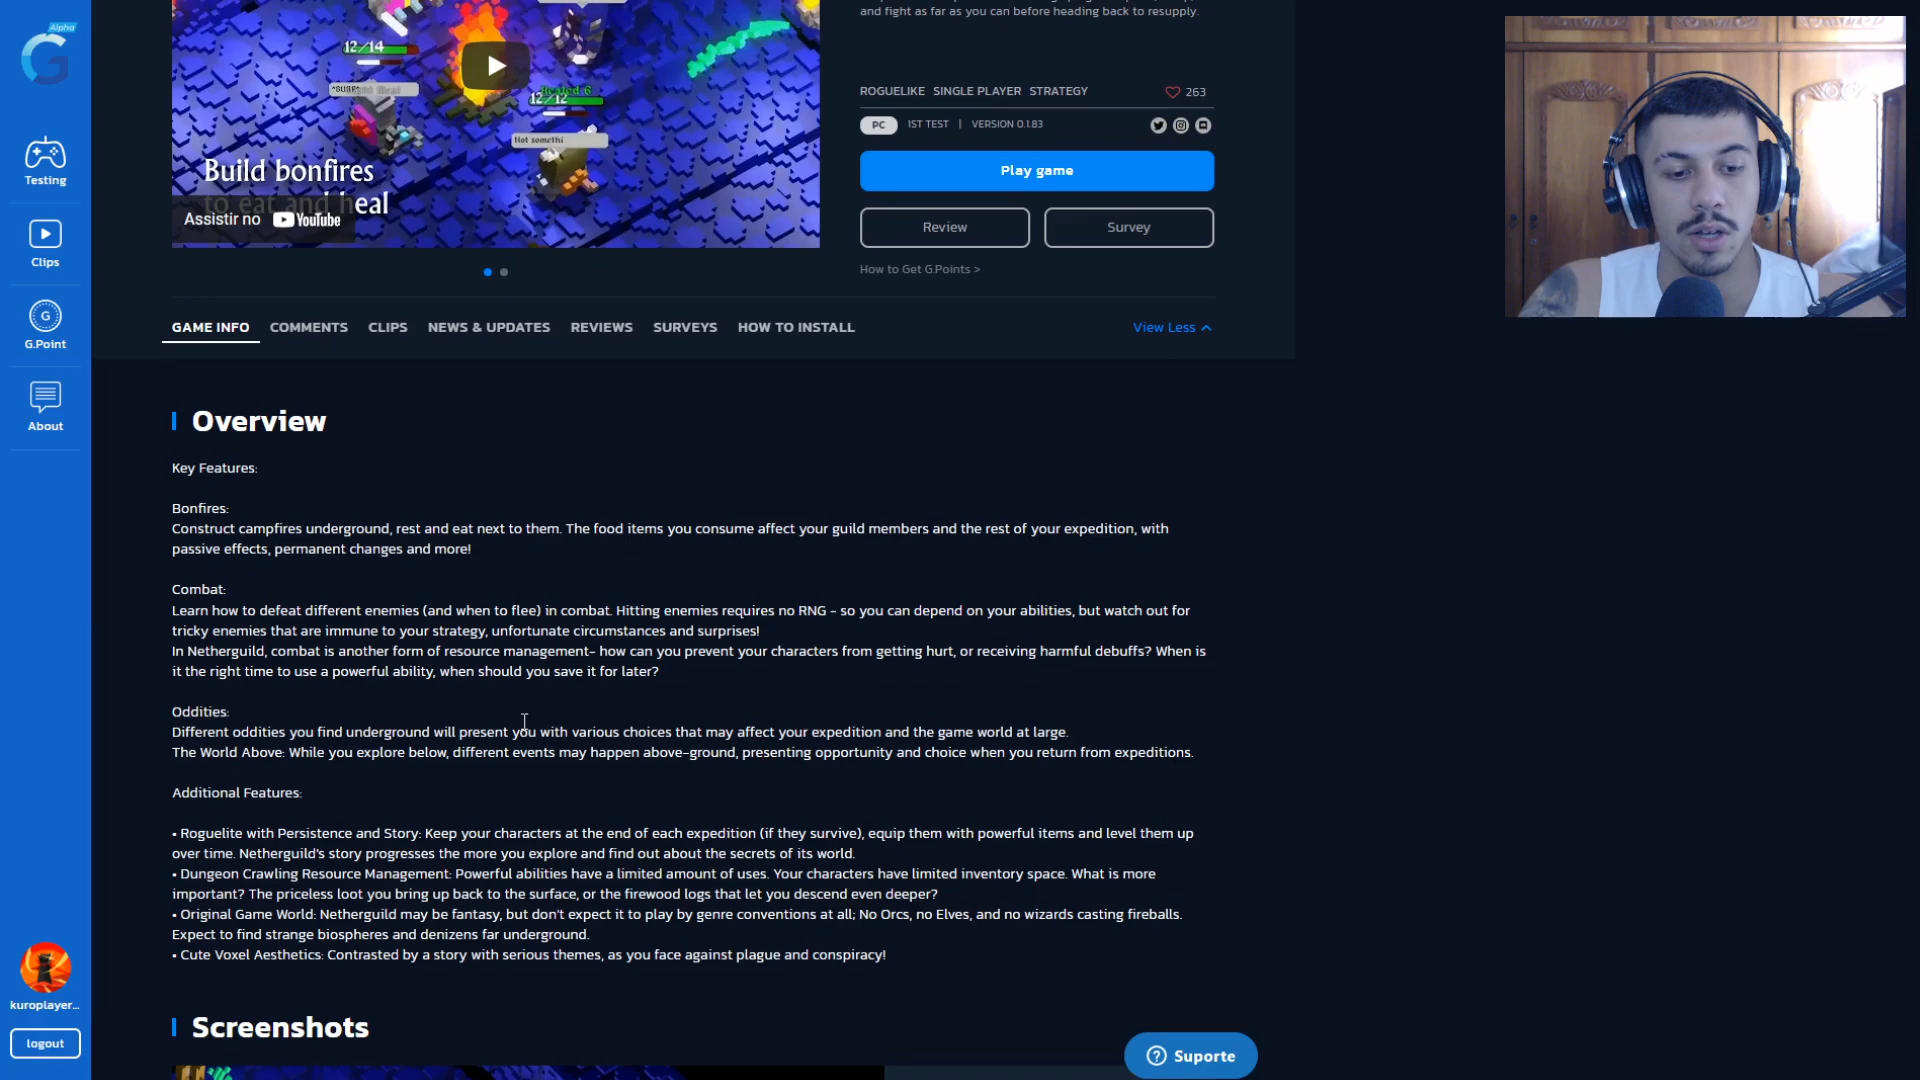 Alpha
G
and fight as far as you can before heading back to resupply.
12/14
12/12
Build bonfires
to eat and heal
Assistir no YouTube
ROGUELIKE SINGLE PLAYER STRATEGY
263
PC 1ST TEST | VERSION 0.1.83
Play game
Review
Survey
How to Get G.Points >
Testing
Clips
G
G.Point
About
kuroplayer...
logout
GAME INFO COMMENTS CLIPS NEWS & UPDATES REVIEWS SURVEYS HOW TO INSTALL
View Less
Overview
Key Features:
Bonfires:
Construct campfires underground, rest and eat next to them. The food items you consume affect your guild members and the rest of your expedition, with
passive effects, permanent changes and more!
Combat:
Learn how to defeat different enemies (and when to flee) in combat. Hitting enemies requires no RNG - so you can depend on your abilities, but watch out for
tricky enemies that are immune to your strategy, unfortunate circumstances and surprises!
In Netherguild, combat is another form of resource management- how can you prevent your characters from getting hurt, or receiving harmful debuffs? When is
it the right time to use a powerful ability, when should you save it for later?
Oddities:
Different oddities you find underground will present you with various choices that may affect your expedition and the game world at large.
The World Above: While you explore below, different events may happen above-ground, presenting opportunity and choice when you return from expeditions.
Additional Features:
• Roguelite with Persistence and Story: Keep your characters at the end of each expedition (if they survive), equip them with powerful items and level them up
over time. Netherguild's story progresses the more you explore and find out about the secrets of its world.
• Dungeon Crawling Resource Management: Powerful abilities have a limited amount of uses. Your characters have limited inventory space. What is more
important? The priceless loot you bring up back to the surface, or the firewood logs that let you descend even deeper?
• Original Game World: Netherguild may be fantasy, but don't expect it to play by genre conventions at all; No Orcs, no Elves, and no wizards casting fireballs.
Expect to find strange biospheres and denizens far underground.
• Cute Voxel Aesthetics: Contrasted by a story with serious themes, as you face against plague and conspiracy!
Screenshots
Suporte